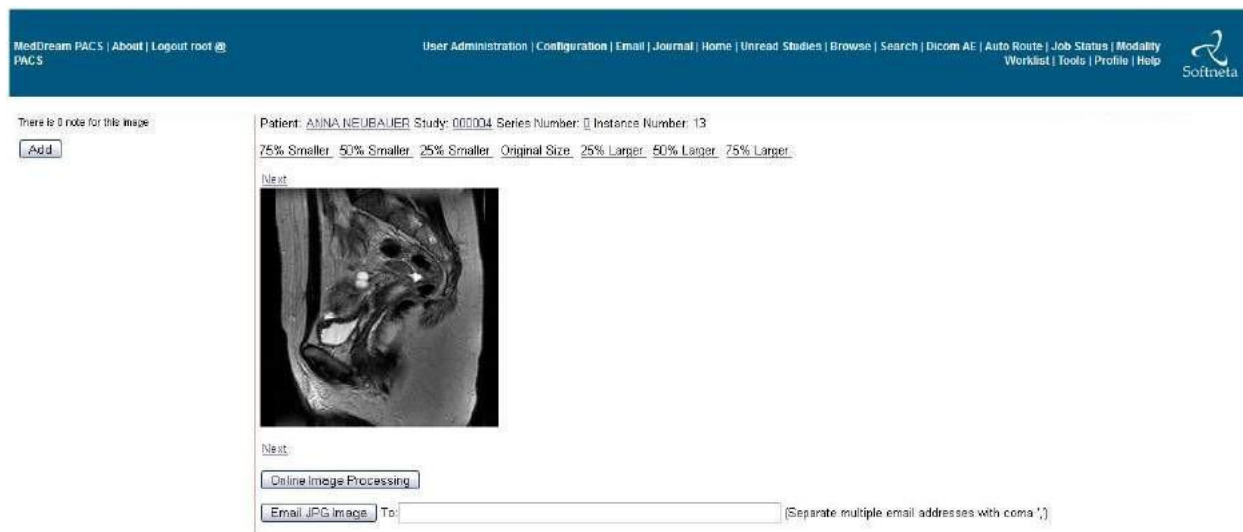 MedDream PACS | About | Logout root @
PACS
User Administration | Configuration | Email | Journal | Home | Unread Studies | Browse | Search | Dicom AE | Auto Route | Job Status | Modality
Worklist | Tools | Profile | Help
Softneta
There is 0 note for this image
Add
Patient: ANNA NEUBAUER Study: 000004 Series Number: 0 Instance Number: 13
75% Smaller 50% Smaller 25% Smaller Original Size 25% Larger 50% Larger 75% Larger
Next
Next
Online Image Processing
Email JPG Image To: (Separate multiple email addresses with coma ',')